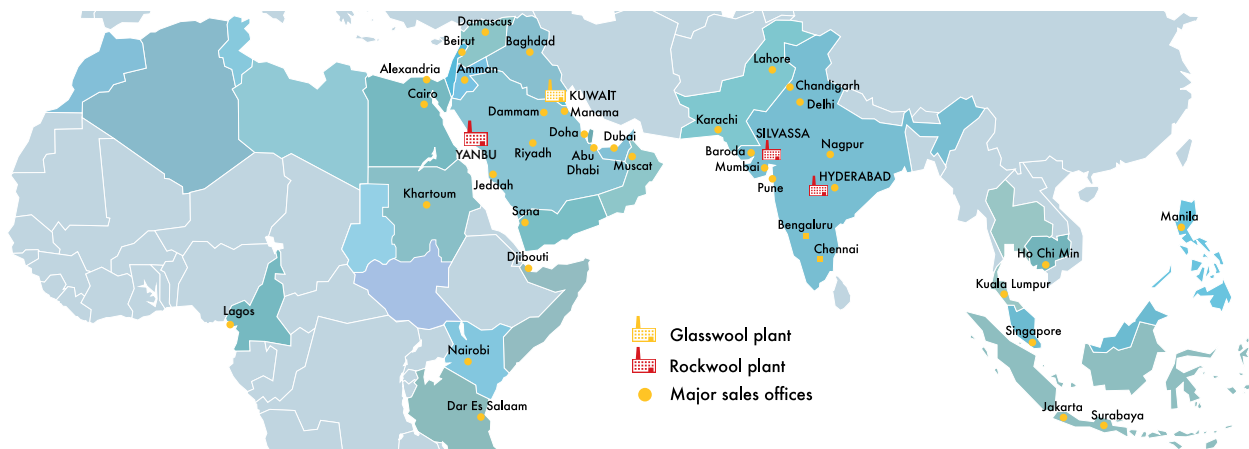 Damascus
Beirut
Baghdad
Alexandria
Amman
Cairo
KUWAIT
Dammam
Manama
Doha
Dubai
YANBU
Riyadh
Abu
Dhabi
Muscat
Jeddah
Khartoum
Sana
Djibouti
Lagos
Nairobi
Dar Es Salaam
Lahore
Chandigarh
Delhi
Karachi
SILVASSA
Baroda
Nagpur
Mumbai
HYDERABAD
Pune
Bengaluru
Chennai
Manila
Ho Chi Min
Kuala Lumpur
Singapore
Jakarta
Surabaya
Glasswool plant
Rockwool plant
Major sales offices